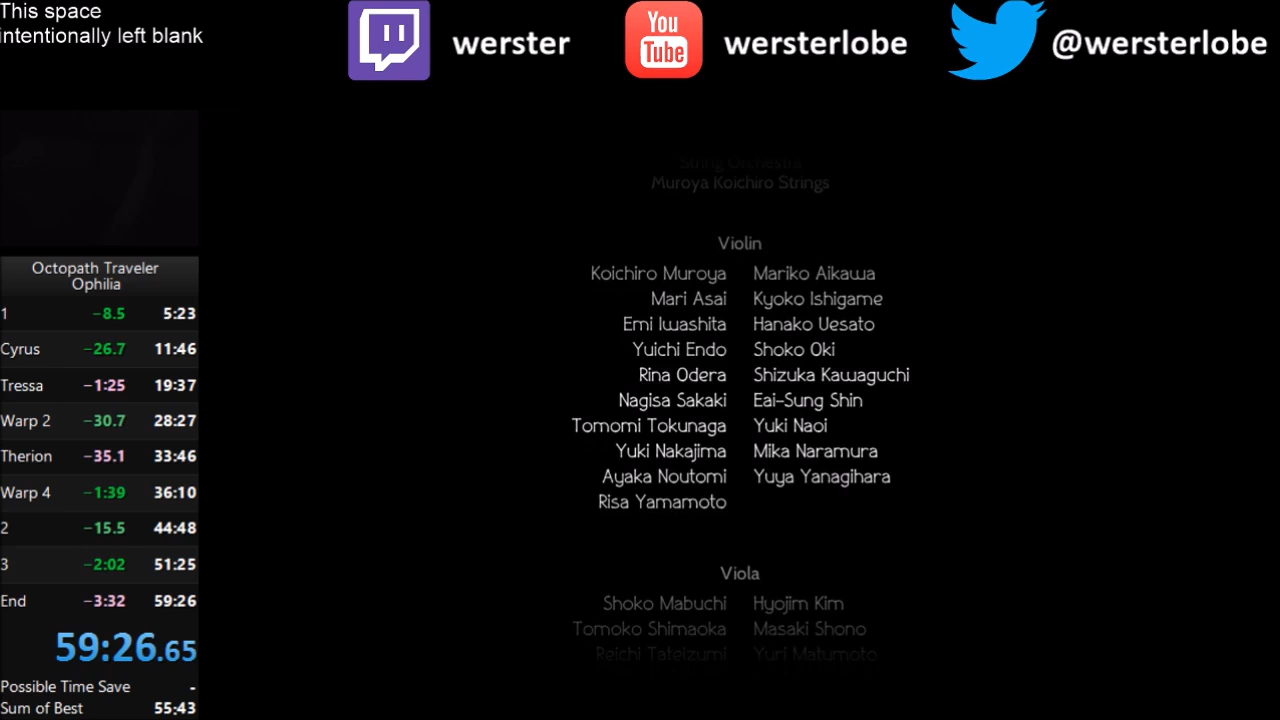 This space
intentionally left blank
werster
You
Tube
wersterlobe
@wersterlobe
Octopath Traveler
Ophilia
1 −8.5 5:23
Cyrus −26.7 11:46
Tressa −1:25 19:37
Warp 2 −30.7 28:27
Therion −35.1 33:46
Warp 4 −1:39 36:10
2 −15.5 44:48
3 −2:02 51:25
End −3:32 59:26
59:26.65
Possible Time Save -
Sum of Best 55:43
String Orchestra
Muroya Koichiro Strings
Violin
Koichiro Muroya Mariko Aikawa
Mari Asai Kyoko Ishigame
Emi Iwashita Hanako Uesato
Yuichi Endo Shoko Oki
Rina Odera Shizuka Kawaguchi
Nagisa Sakaki Eai-Sung Shin
Tomomi Tokunaga Yuki Naoi
Yuki Nakajima Mika Naramura
Ayaka Noutomi Yuya Yanagihara
Risa Yamamoto
Viola
Shoko Mabuchi Hyojim Kim
Tomoko Shimaoka Masaki Shono
Reichi Tateizumi Yuri Matumoto